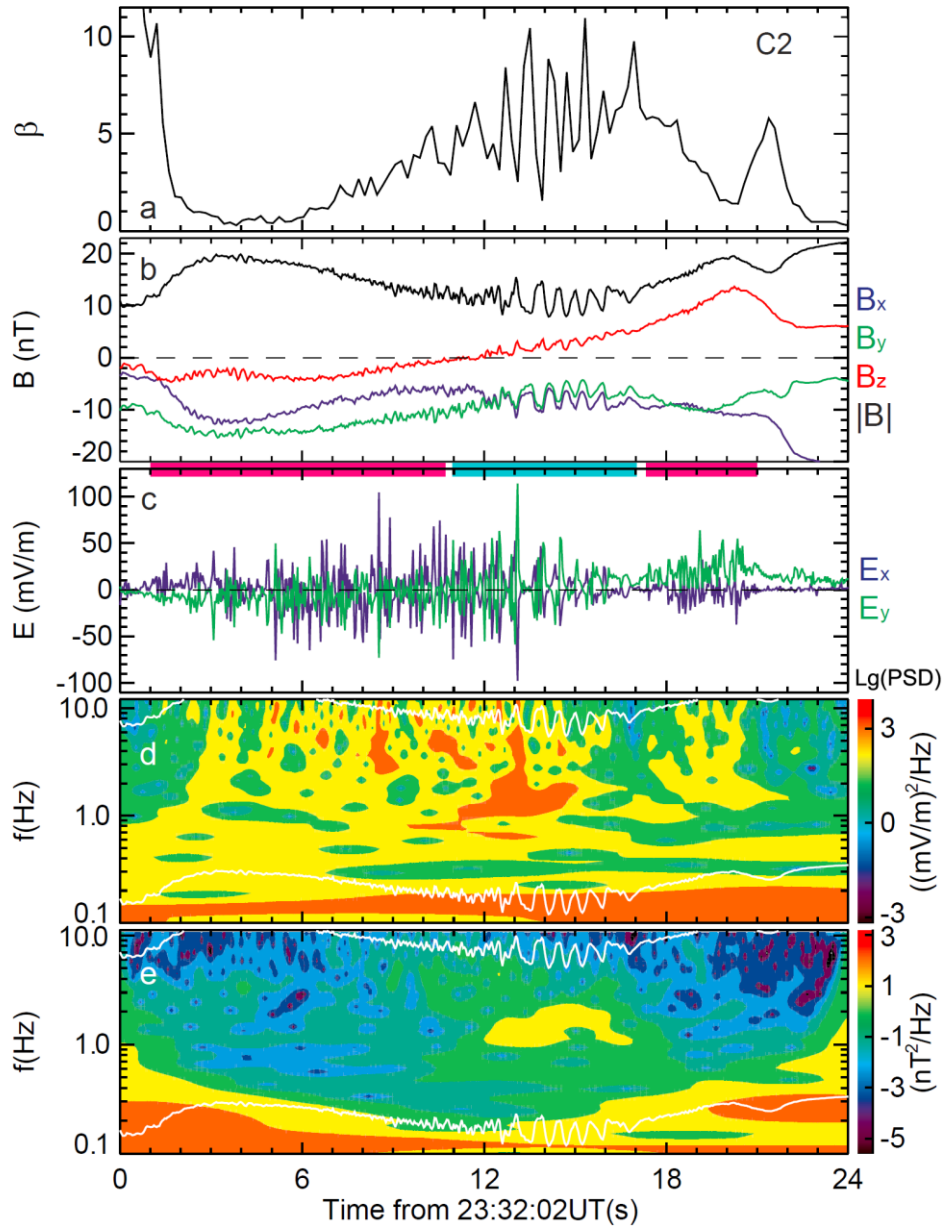 10
5
0
β
a
C2
20
10
0
-10
-20
B (nT)
b
Bx
By
Bz
|B|
100
50
0
-50
-100
E (mV/m)
c
Ex
Ey
Lg(PSD)
10.0
1.0
0.1
f(Hz)
d
3
0
-3
((mV/m)²/Hz)
10.0
1.0
0.1
f(Hz)
e
3
1
-1
-3
-5
(nT²/Hz)
0 6 12 18 24
Time from 23:32:02UT(s)